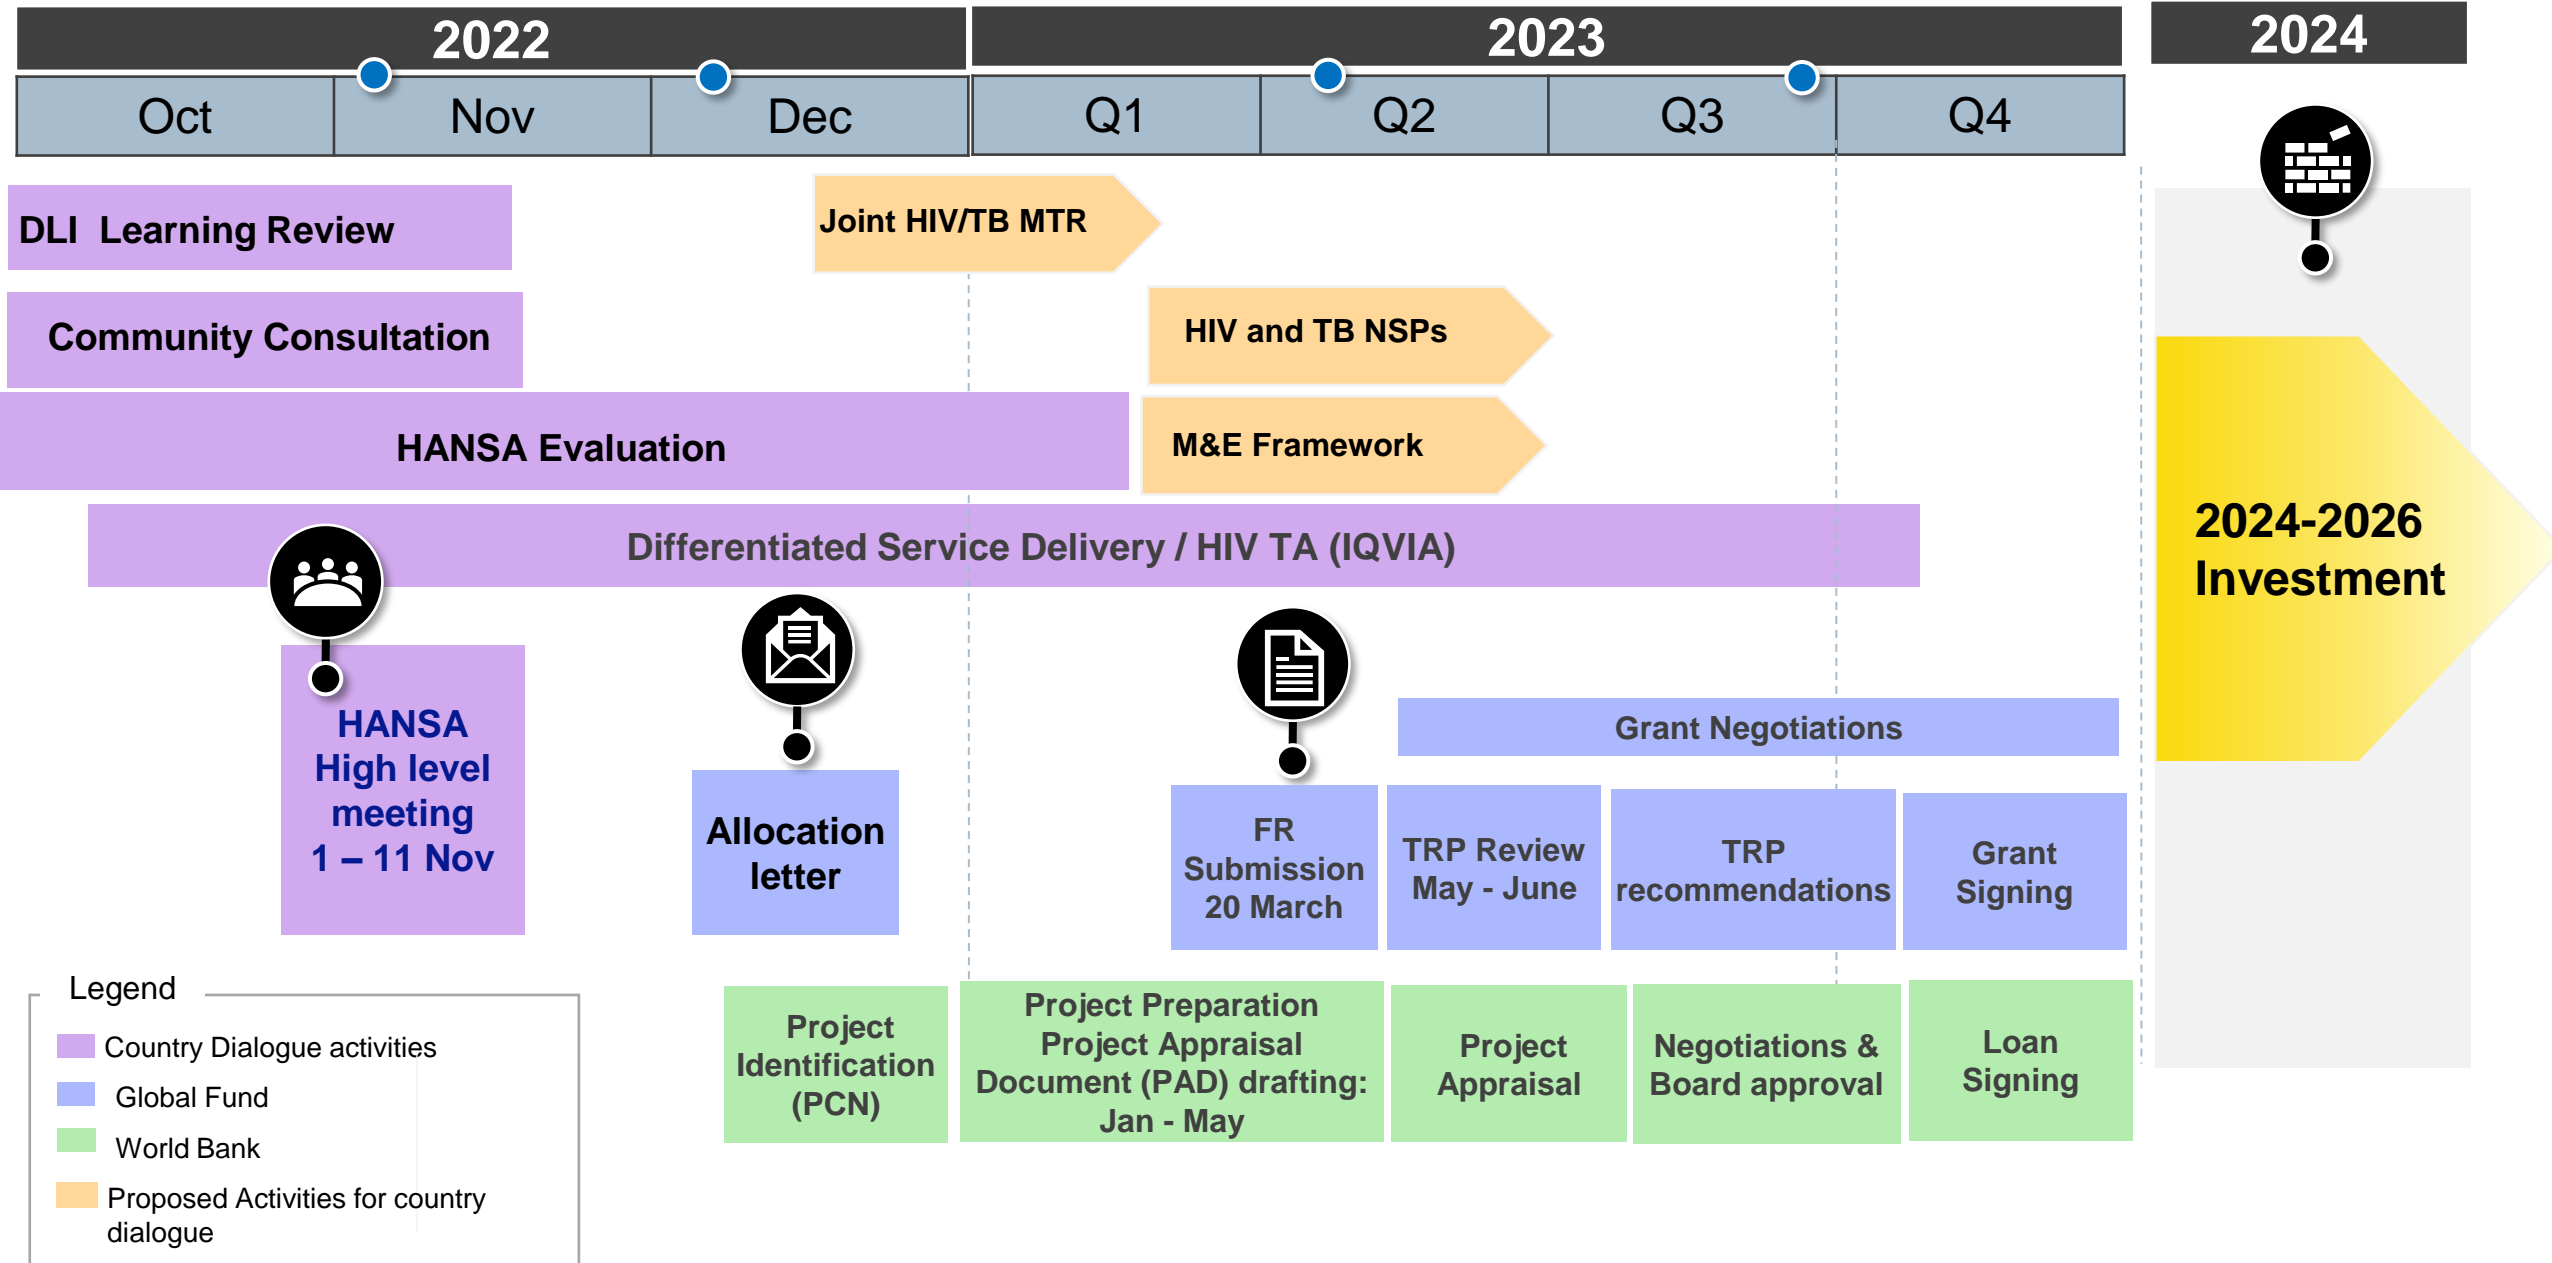 2022
2023
2024
Oct
Nov
Dec
Q1
Q2
Q3
Q4
DLI Learning Review
Joint HIV/TB MTR
Community Consultation
HIV and TB NSPs
HANSA Evaluation
M&E Framework
Differentiated Service Delivery / HIV TA (IQVIA)
2024-2026
Investment
HANSA
High level
meeting
1 – 11 Nov
Allocation
letter
Grant Negotiations
FR
Submission
20 March
TRP Review
May - June
TRP
recommendations
Grant
Signing
Project
Identification
(PCN)
Project Preparation
Project Appraisal
Document (PAD) drafting:
Jan - May
Project
Appraisal
Negotiations &
Board approval
Loan
Signing
Legend
Country Dialogue activities
Global Fund
World Bank
Proposed Activities for country
dialogue